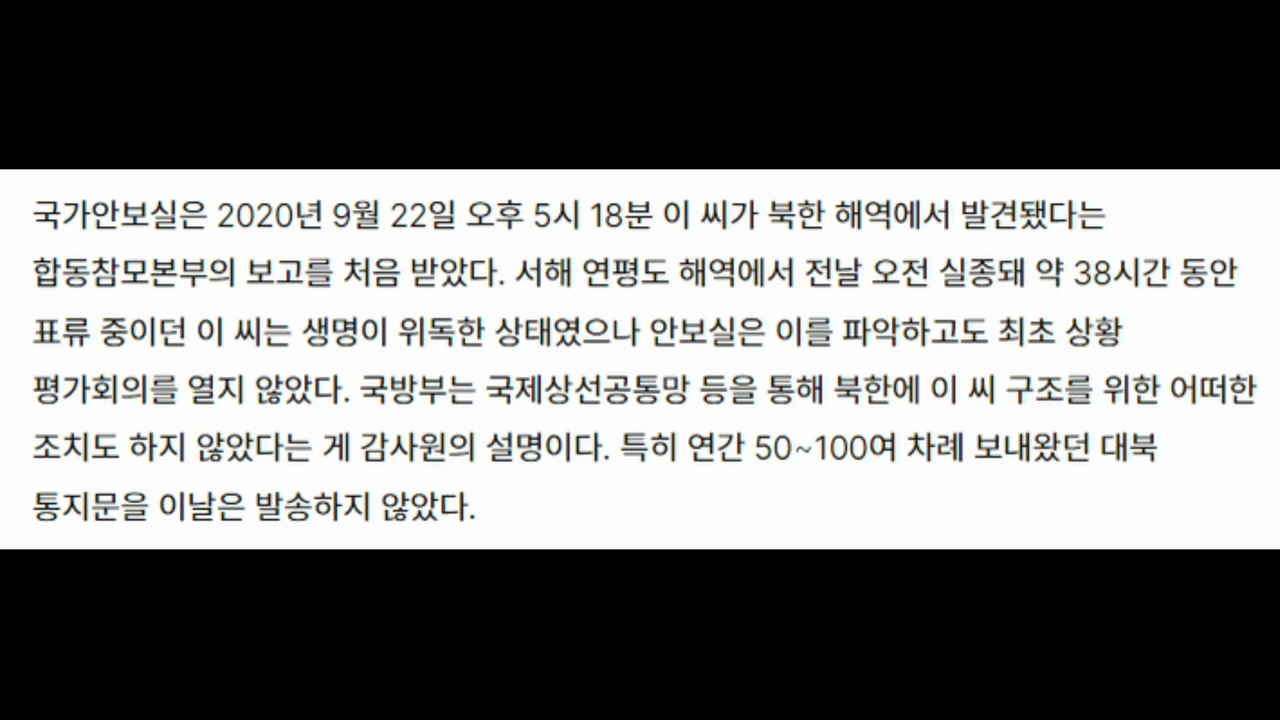 국가안보실은 2020년 9월 22일 오후 5시 18분 이 씨가 북한 해역에서 발견됐다는
합동참모본부의 보고를 처음 받았다. 서해 연평도 해역에서 전날 오전 실종돼 약 38시간 동안
표류 중이던 이 씨는 생명이 위독한 상태였으나 안보실은 이를 파악하고도 최초 상황
평가회의를 열지 않았다. 국방부는 국제상선공통망 등을 통해 북한에 이 씨 구조를 위한 어떠한
조치도 하지 않았다는 게 감사원의 설명이다. 특히 연간 50~100여 차례 보내왔던 대북
통지문을 이날은 발송하지 않았다.